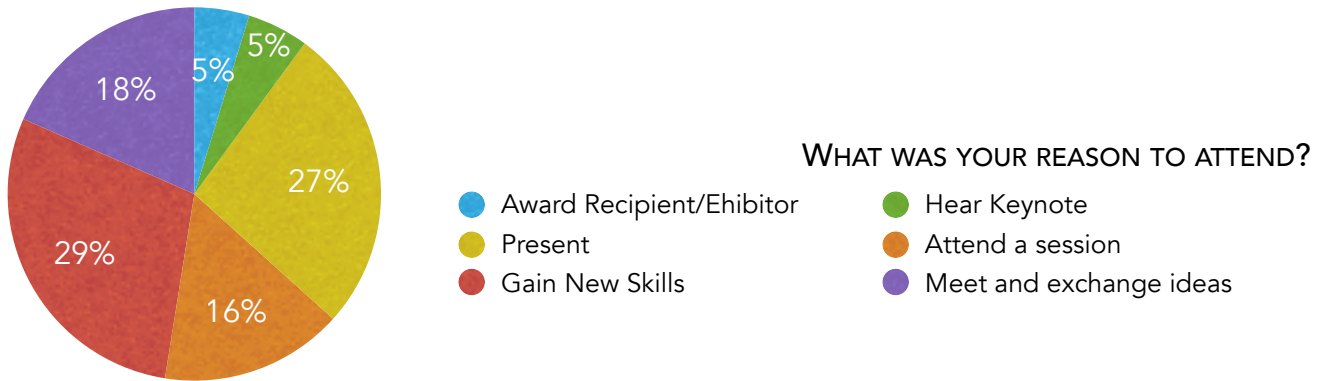 5%
5%
18%
27%
29%
16%
WHAT WAS YOUR REASON TO ATTEND?
Award Recipient/Ehibitor
Hear Keynote
Present
Attend a session
Gain New Skills
Meet and exchange ideas